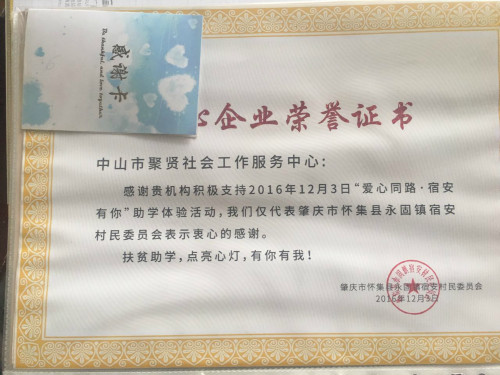 感谢卡
Be thankful, and love together.
企业荣誉证书
中山市聚贤社会工作服务中心：
感谢贵机构积极支持2016年12月3日“爱心同路·宿安
有你”助学体验活动，我们仅代表肇庆市怀集县永固镇宿安
村民委员会表示衷心的感谢。
扶贫助学，点亮心灯，有你有我！
肇庆市怀集县永固镇宿安村民委员会
2016年12月3日